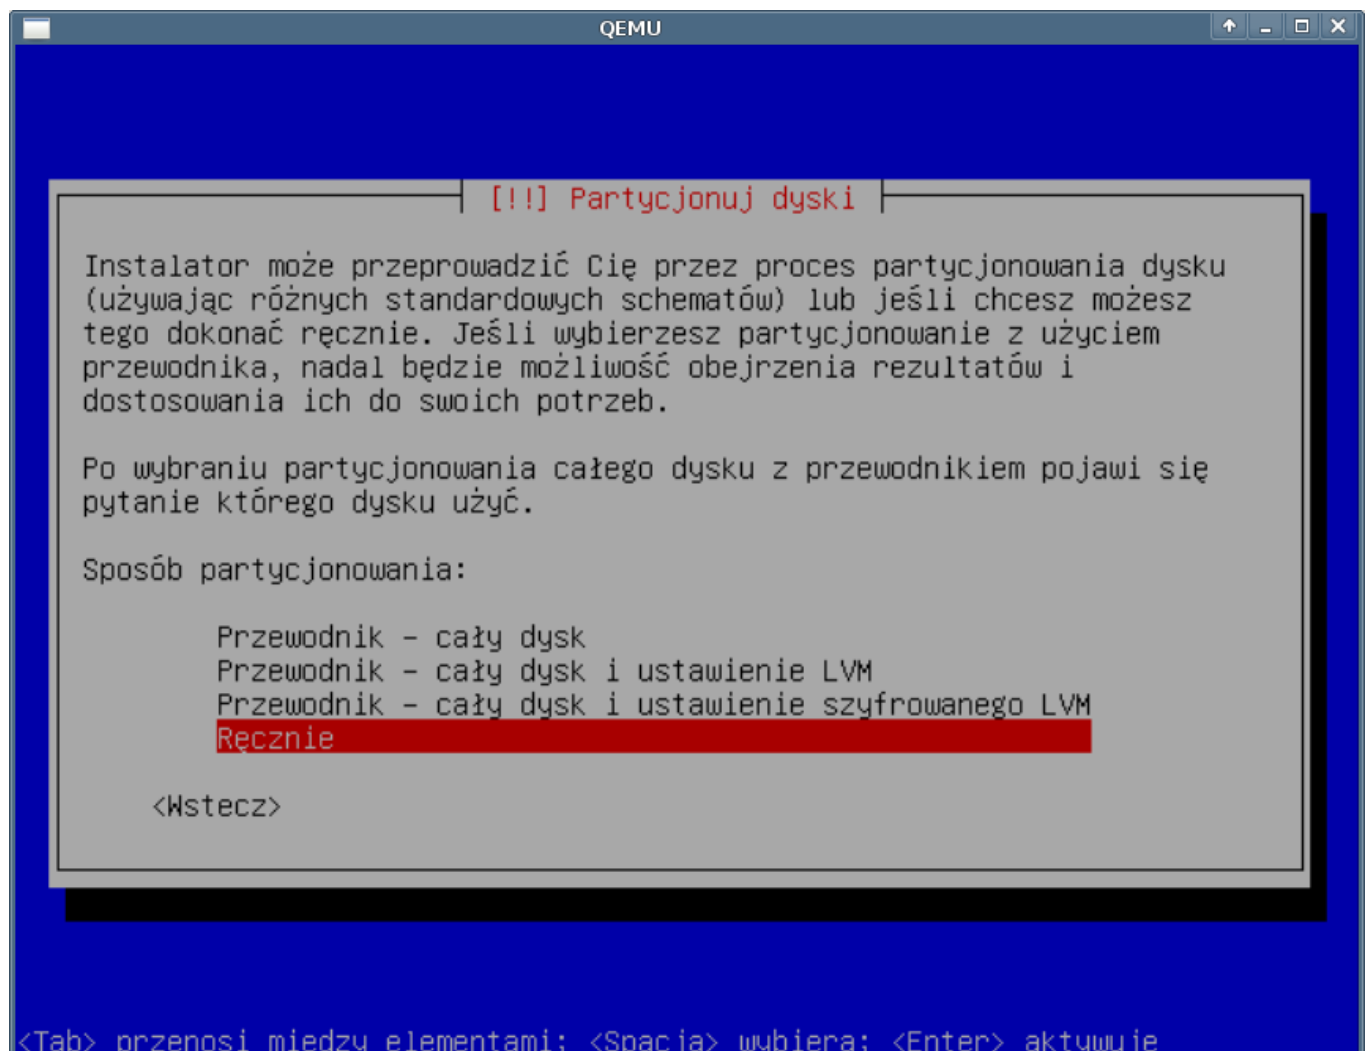 QEMU
[!!] Partycjonuj dyski
Instalator może przeprowadzić Cię przez proces partycjonowania dysku
(używając różnych standardowych schematów) lub jeśli chcesz możesz
tego dokonać ręcznie. Jeśli wybierzesz partycjonowanie z użyciem
przewodnika, nadal będzie możliwość obejrzenia rezultatów i
dostosowania ich do swoich potrzeb.
Po wybraniu partycjonowania całego dysku z przewodnikiem pojawi się
pytanie którego dysku użyć.
Sposób partycjonowania:
Przewodnik – cały dysk
Przewodnik – cały dysk i ustawienie LVM
Przewodnik – cały dysk i ustawienie szyfrowanego LVM
Ręcznie
<Wstecz>
<Tab> przenosi między elementami; <Spacja> wybiera; <Enter> aktywuje